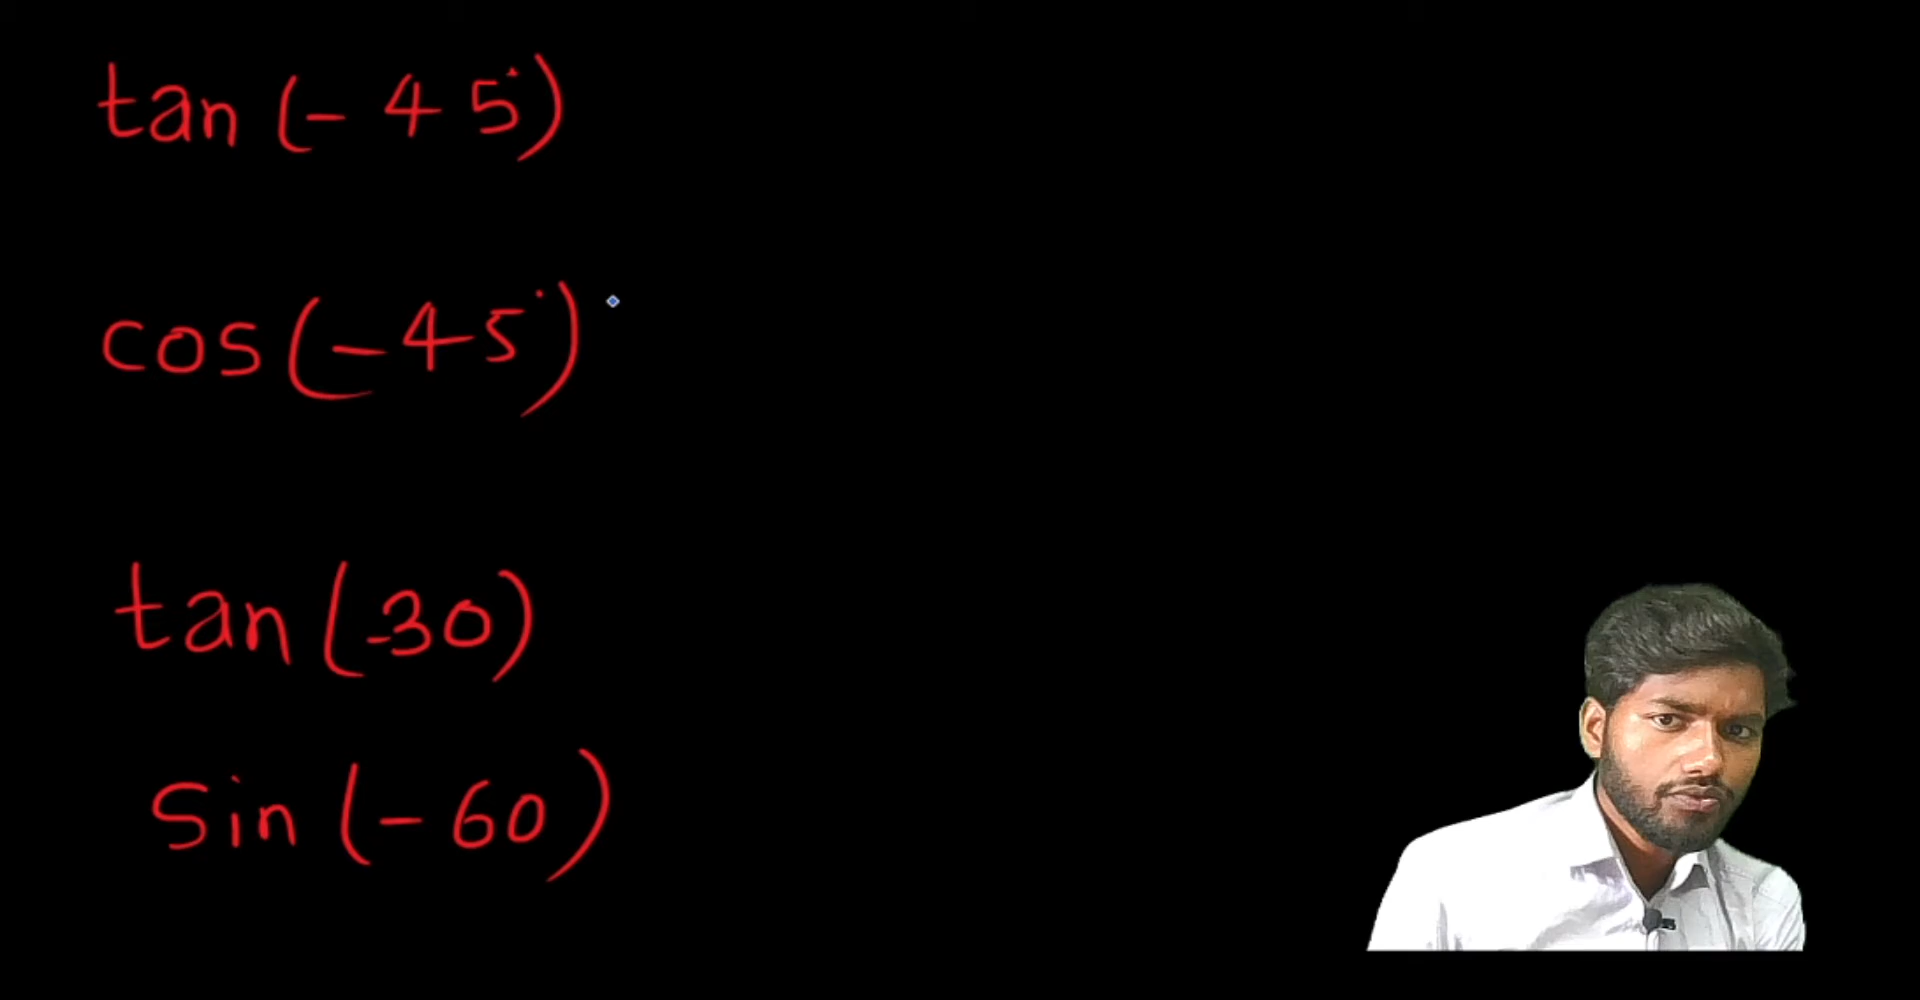 tan (- 45°)
cos (-45°)
tan (-30)
sin (-60)